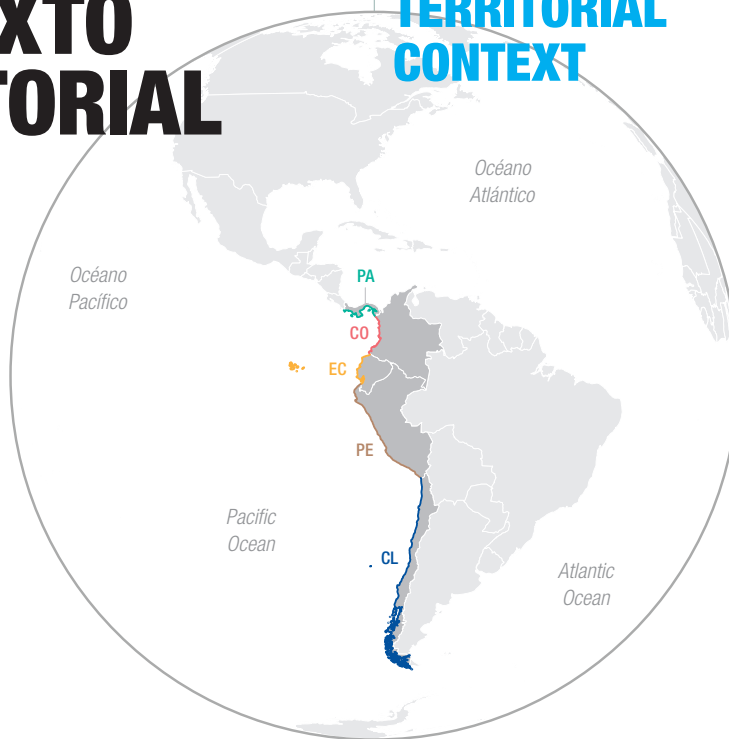 XTO
TORIAL
TERRITORIAL
CONTEXT
Océano
Atlántico
Océano
Pacífico
PA
CO
EC
PE
Pacific
Ocean
CL
Atlantic
Ocean